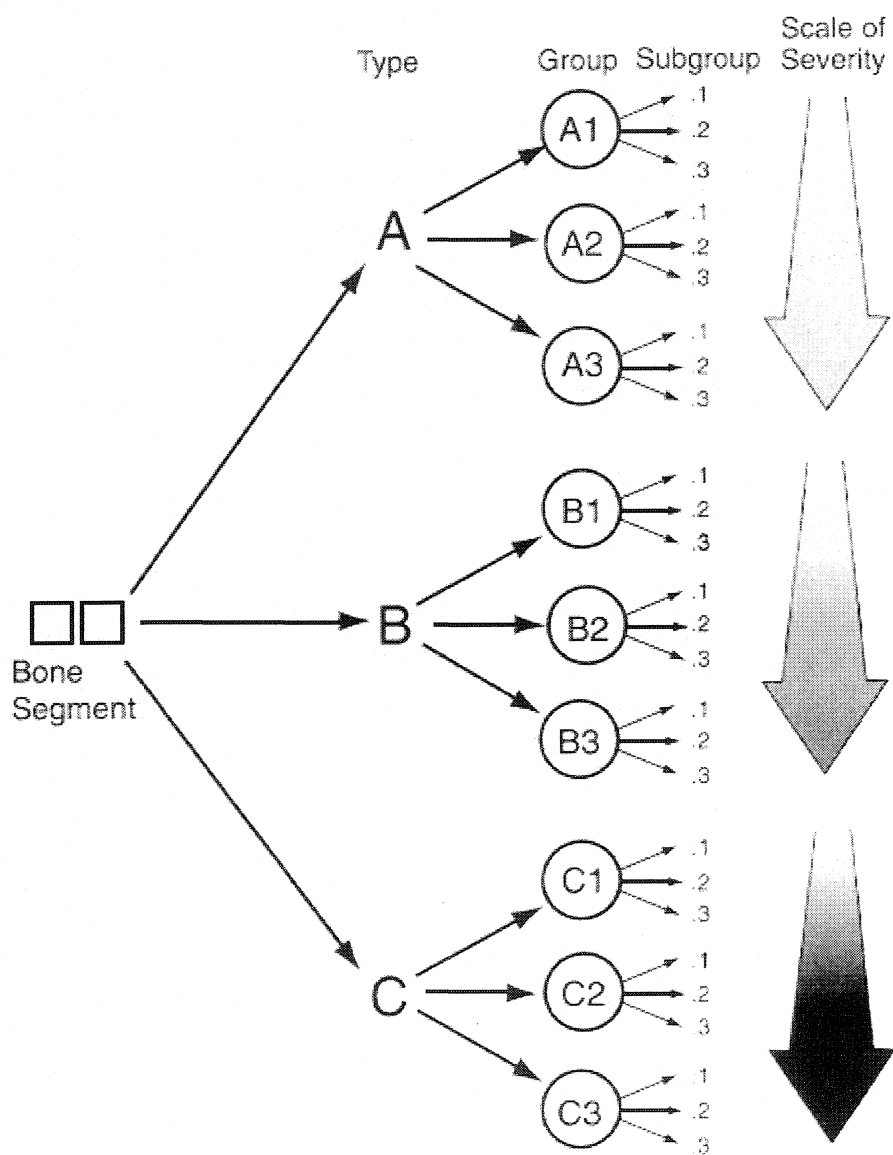 Scale of
Type Group Subgroup Severity
.1
A1 .2
.3
A
.1
A2 .2
.3
.1
A3 .2
.3
.1
B1 .2
.3
B
.1
B2 .2
.3
Bone
Segment
.1
B3 .2
.3
.1
C1 .2
.3
C
.1
C2 .2
.3
.1
C3 .2
.3